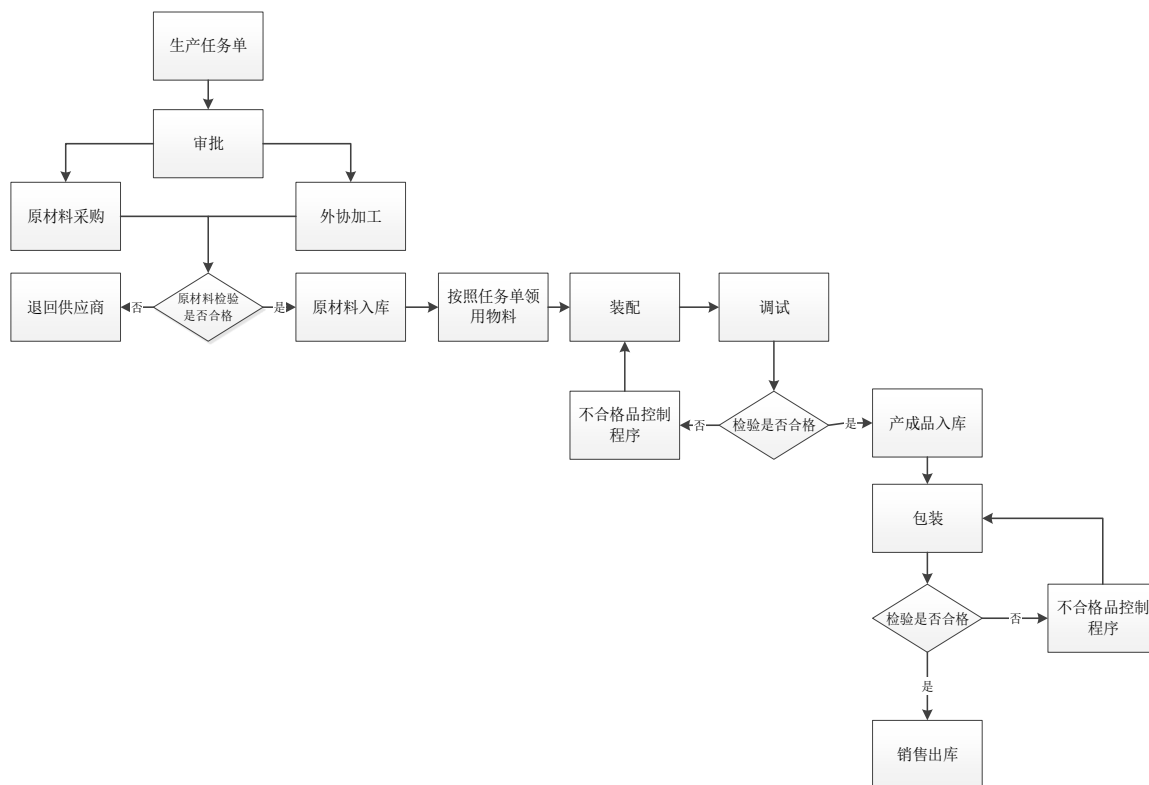 生产任务单
审批
原材料采购
外协加工
退回供应商
否
原材料检验
是否合格
是
原材料入库
按照任务单领
用物料
装配
调试
不合格品控制
程序
否
检验是否合格
是
产成品入库
包装
检验是否合格
否
不合格品控制
程序
是
销售出库